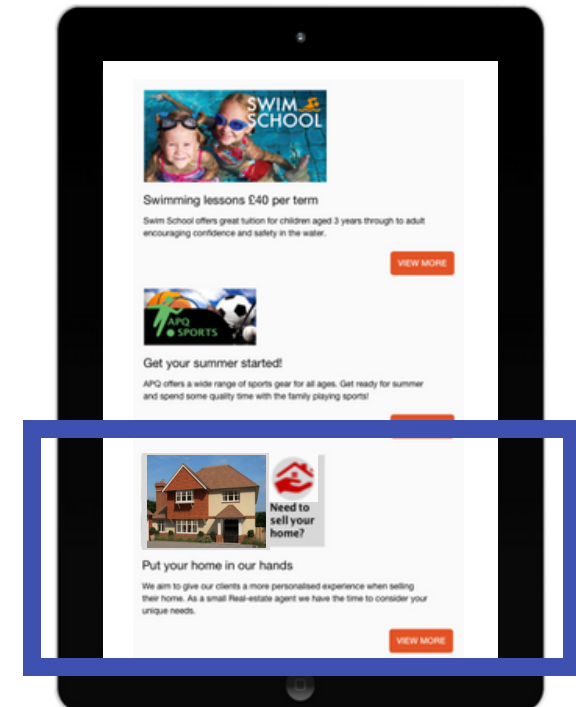 SWIM
SCHOOL
Swimming lessons £40 per term
Swim School offers great tuition for children aged 3 years through to adult
encouraging confidence and safety in the water.
VIEW MORE
APQ
SPORTS
Get your summer started!
APQ offers a wide range of sports gear for all ages. Get ready for summer
and spend some quality time with the family playing sports!
Need to
sell your
home?
Put your home in our hands
We aim to give our clients a more personalised experience when selling
their home. As a small Real-estate agent we have the time to consider your
unique needs.
VIEW MORE